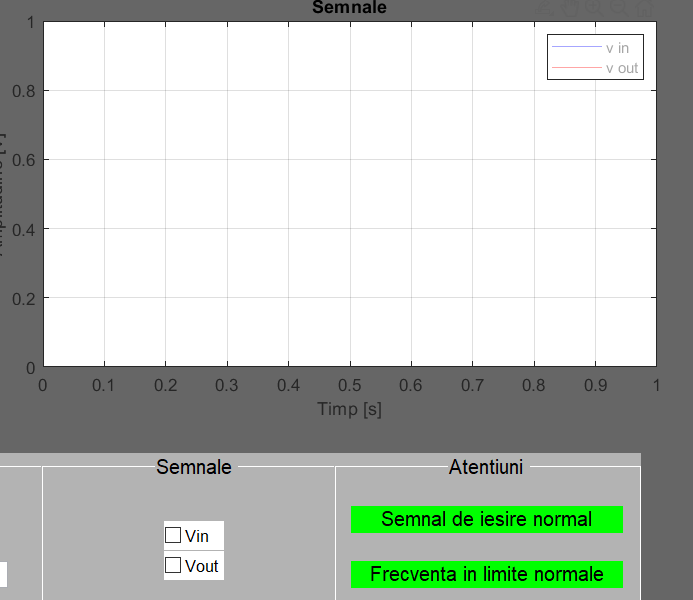 Semnale
v in
v out
1
0.8
0.6
0.4
0.2
0
0 0.1 0.2 0.3 0.4 0.5 0.6 0.7 0.8 0.9 1
Timp [s]
Semnale
Atentiuni
Vin
Vout
Semnal de iesire normal
Frecventa in limite normale